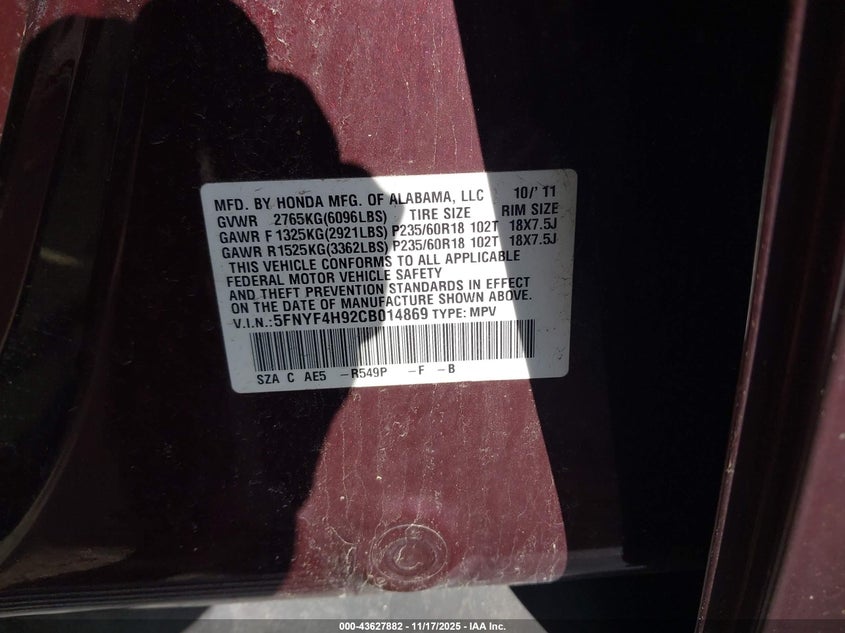 MFD. BY HONDA MFG. OF ALABAMA, LLC 10/'11
GVWR 2765KG(6096LBS) TIRE SIZE RIM SIZE
GAWR F 1325KG(2921LBS) P235/60R18 102T 18X7.5J
GAWR R1525KG(3362LBS) P235/60R18 102T 18X7.5J
THIS VEHICLE CONFORMS TO ALL APPLICABLE
FEDERAL MOTOR VEHICLE SAFETY
AND THEFT PREVENTION STANDARDS IN EFFECT
ON THE DATE OF MANUFACTURE SHOWN ABOVE.
V.I.N.:5FNYF4H92CB014869 TYPE: MPV
SZA C AE5 -R549P -F -B
000-43627882 - 11/17/2025 - IAA Inc.